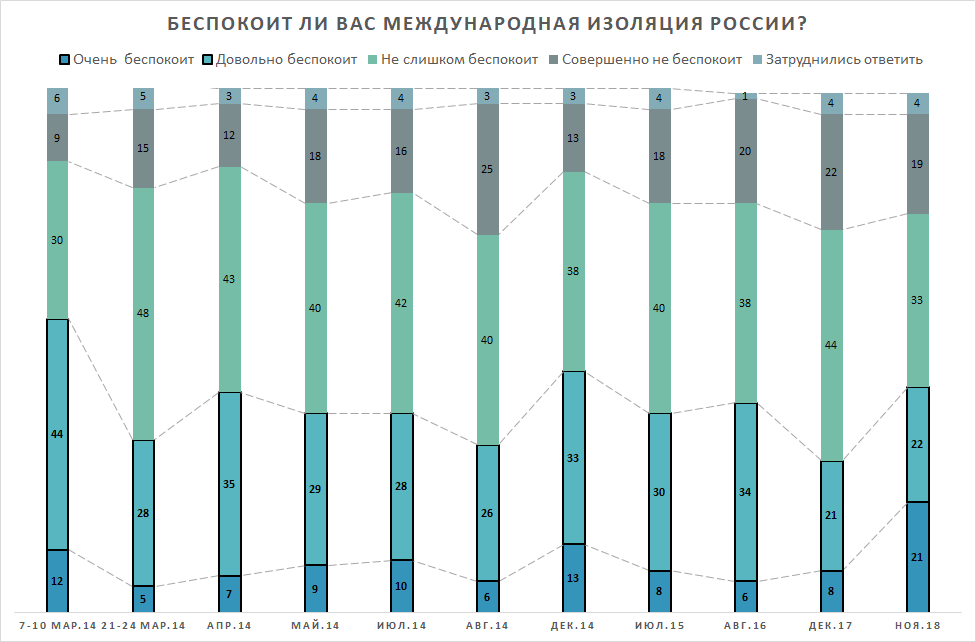 БЕСПОКОИТ ЛИ ВАС МЕЖДУНАРОДНАЯ ИЗОЛЯЦИЯ РОССИИ?
Очень беспокоит Довольно беспокоит Не слишком беспокоит Совершенно не беспокоит Затруднились ответить
6 5 3 4 4 3 3 4 1 4 4
9 15 12 18 16 25 13 18 20 22 19
30 48 43 40 42 40 38 40 38 44 33
44 28 35 29 28 26 33 30 34 21 22
12 5 7 9 10 6 13 8 6 8 21
7-10 МАР.14 21-24 МАР.14 АПР.14 МАЙ.14 ИЮЛ.14 АВГ.14 ДЕК.14 ИЮЛ.15 АВГ.16 ДЕК.17 НОЯ.18